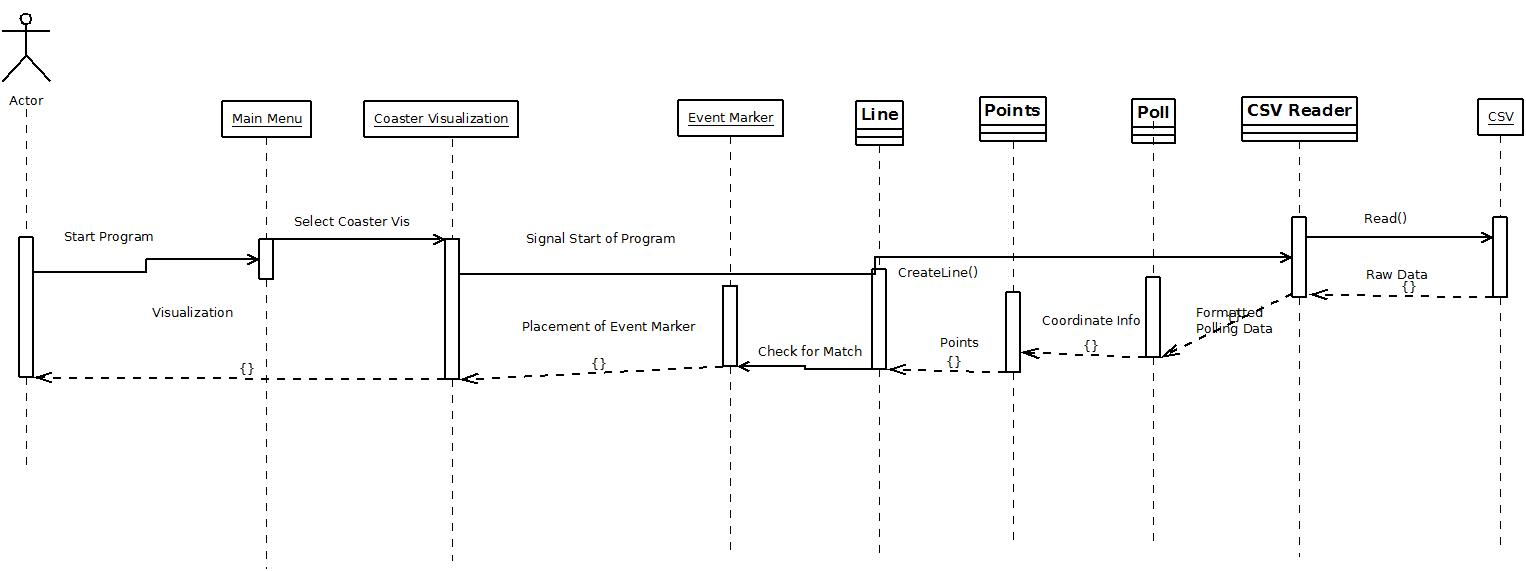 Actor
Main Menu
Coaster Visualization
Event Marker
Line
Points
Poll
CSV Reader
CSV
Start Program
Select Coaster Vis
Signal Start of Program
Read()
CreateLine()
Raw Data
{}
Visualization
Placement of Event Marker
Coordinate Info
Formatted
{}
Polling Data
Check for Match
Points
{}
{}
{}
{}